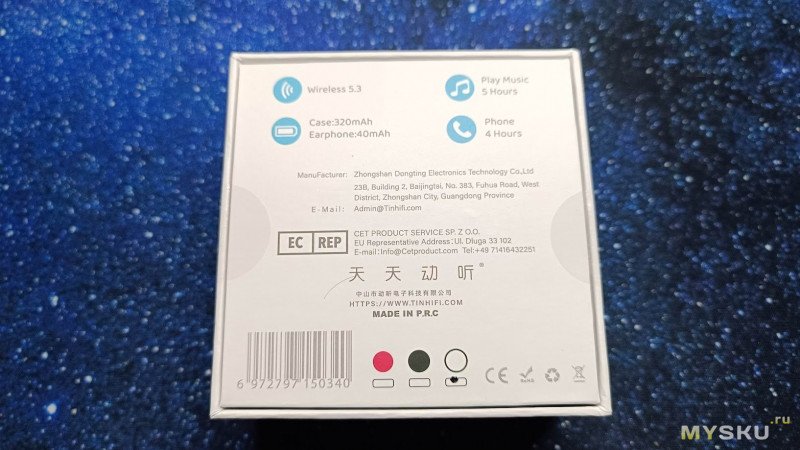 Wireless 5.3
Play Music
5 Hours
Case:320mAh
Earphone:40mAh
Phone
4 Hours
ManuFacturer: Zhongshan Dongting Electronics Technology Co.,Ltd
23B, Building 2, Baijingtai, No. 383, Fuhua Road, West
District, Zhongshan City, Guangdong Province
E-Mail: Admin@Tinhifi.com
EC REP
CET PRODUCT SERVICE SP. Z O.O.
EU Representative Address: Ul. Dluga 33 102
E-mail:Info@Cetproduct.com Tel:+49 71416432251
天天动听®
中山市动听电子科技有限公司
HTTPS://WWW.TINHIFI.COM
MADE IN P.R.C
6 972797 150340
CE
RoHS
MYSKU.ru